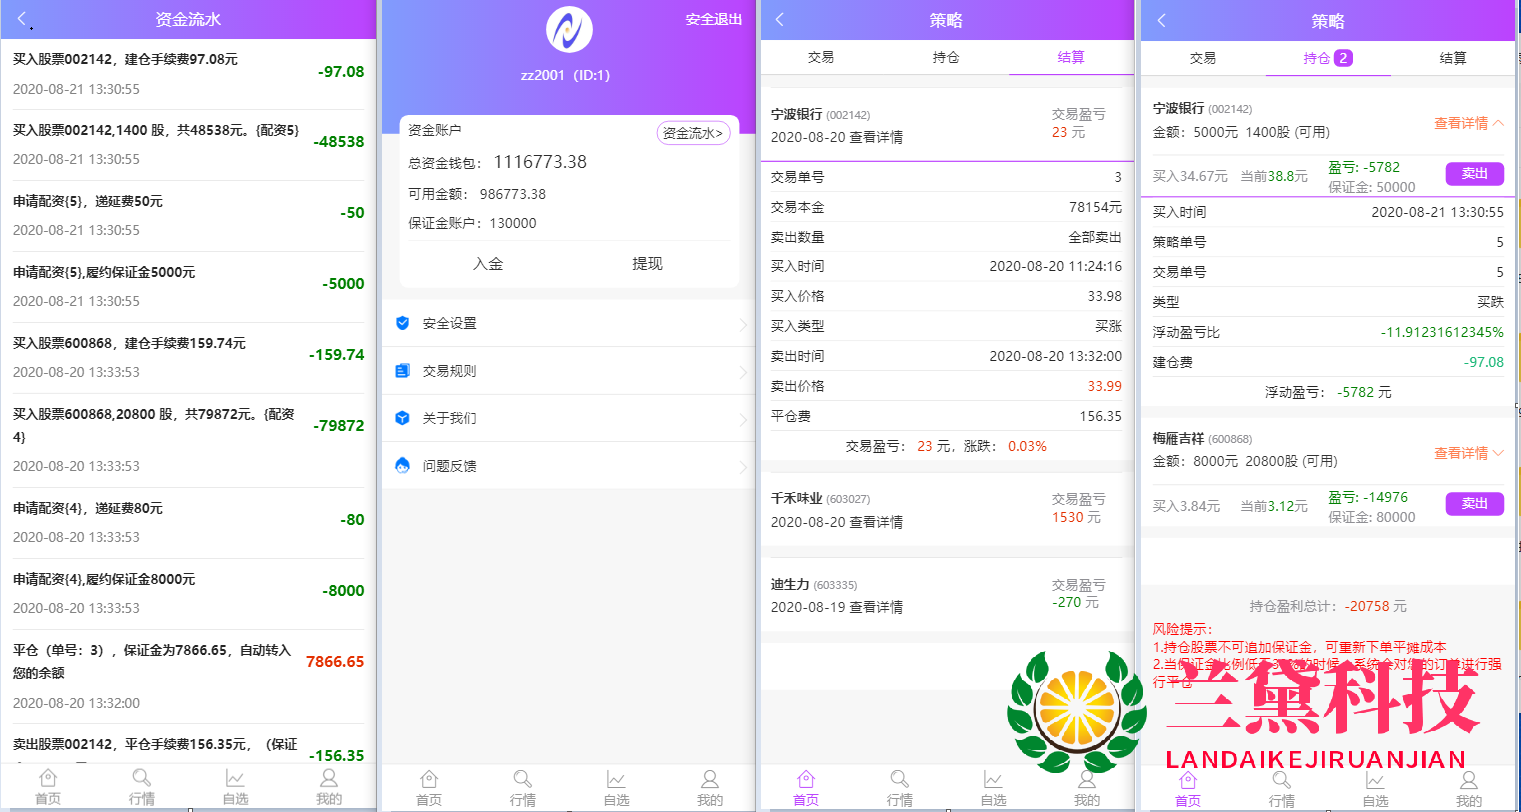 资金流水
买入股票002142，建仓手续费97.08元
-97.08
2020-08-21 13:30:55
买入股票002142,1400 股，共48538元。{配资5}
-48538
2020-08-21 13:30:55
申请配资{5}，递延费50元
-50
2020-08-21 13:30:55
申请配资{5},履约保证金5000元
-5000
2020-08-21 13:30:55
买入股票600868，建仓手续费159.74元
-159.74
2020-08-20 13:33:53
买入股票600868,20800 股，共79872元。{配资
4}
-79872
2020-08-20 13:33:53
申请配资{4}，递延费80元
-80
2020-08-20 13:33:53
申请配资{4},履约保证金8000元
-8000
2020-08-20 13:33:53
平仓（单号：3），保证金为7866.65，自动转入
您的余额
7866.65
2020-08-20 13:32:00
卖出股票002142，平仓手续费156.35元，（保证
-156.35
首页 行情 自选 我的
安全退出
zz2001（ID:1）
资金账户
资金流水>
总资金钱包： 1116773.38
可用金额： 986773.38
保证金账户：130000
入金 提现
安全设置
交易规则
关于我们
问题反馈
首页 行情 自选 我的
策略
交易 持仓 结算
宁波银行 (002142)
交易盈亏
2020-08-20 查看详情
23 元
交易单号 3
交易本金 78154元
卖出数量 全部卖出
买入时间 2020-08-20 11:24:16
买入价格 33.98
买入类型 买涨
卖出时间 2020-08-20 13:32:00
卖出价格 33.99
平仓费 156.35
交易盈亏： 23 元，涨跌： 0.03%
千禾味业 (603027)
交易盈亏
2020-08-20 查看详情
1530 元
迪生力 (603335)
交易盈亏
2020-08-19 查看详情
-270 元
首页 行情 自选 我的
策略
交易 持仓 2 结算
宁波银行 (002142)
金额：5000元 1400股 (可用)
查看详情
买入34.67元 当前38.8元
盈亏: -5782
保证金: 50000
卖出
买入时间 2020-08-21 13:30:55
策略单号 5
交易单号 5
类型 买跌
浮动盈亏比 -11.91231612345%
建仓费 -97.08
浮动盈亏： -5782 元
梅雁吉祥 (600868)
金额：8000元 20800股 (可用)
查看详情
买入3.84元 当前3.12元
盈亏: -14976
保证金: 80000
卖出
持仓盈利总计：-20758 元
风险提示：
1.持仓股票不可追加保证金，可重新下单平摊成本
2.当保证金比例低 的时候 系统会对您的订单进行强
行平仓
兰黛科技
LANDAIKEJIRUANJIAN
首页 行情 自选 我的